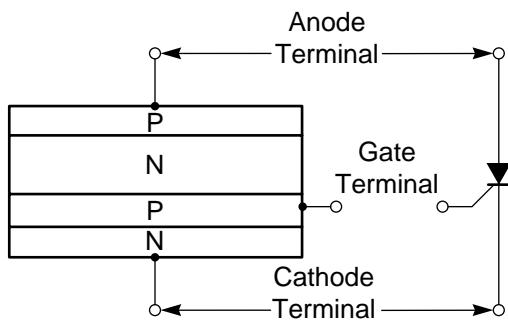 Anode
Terminal
P
N
P
N
Gate
Terminal
Cathode
Terminal